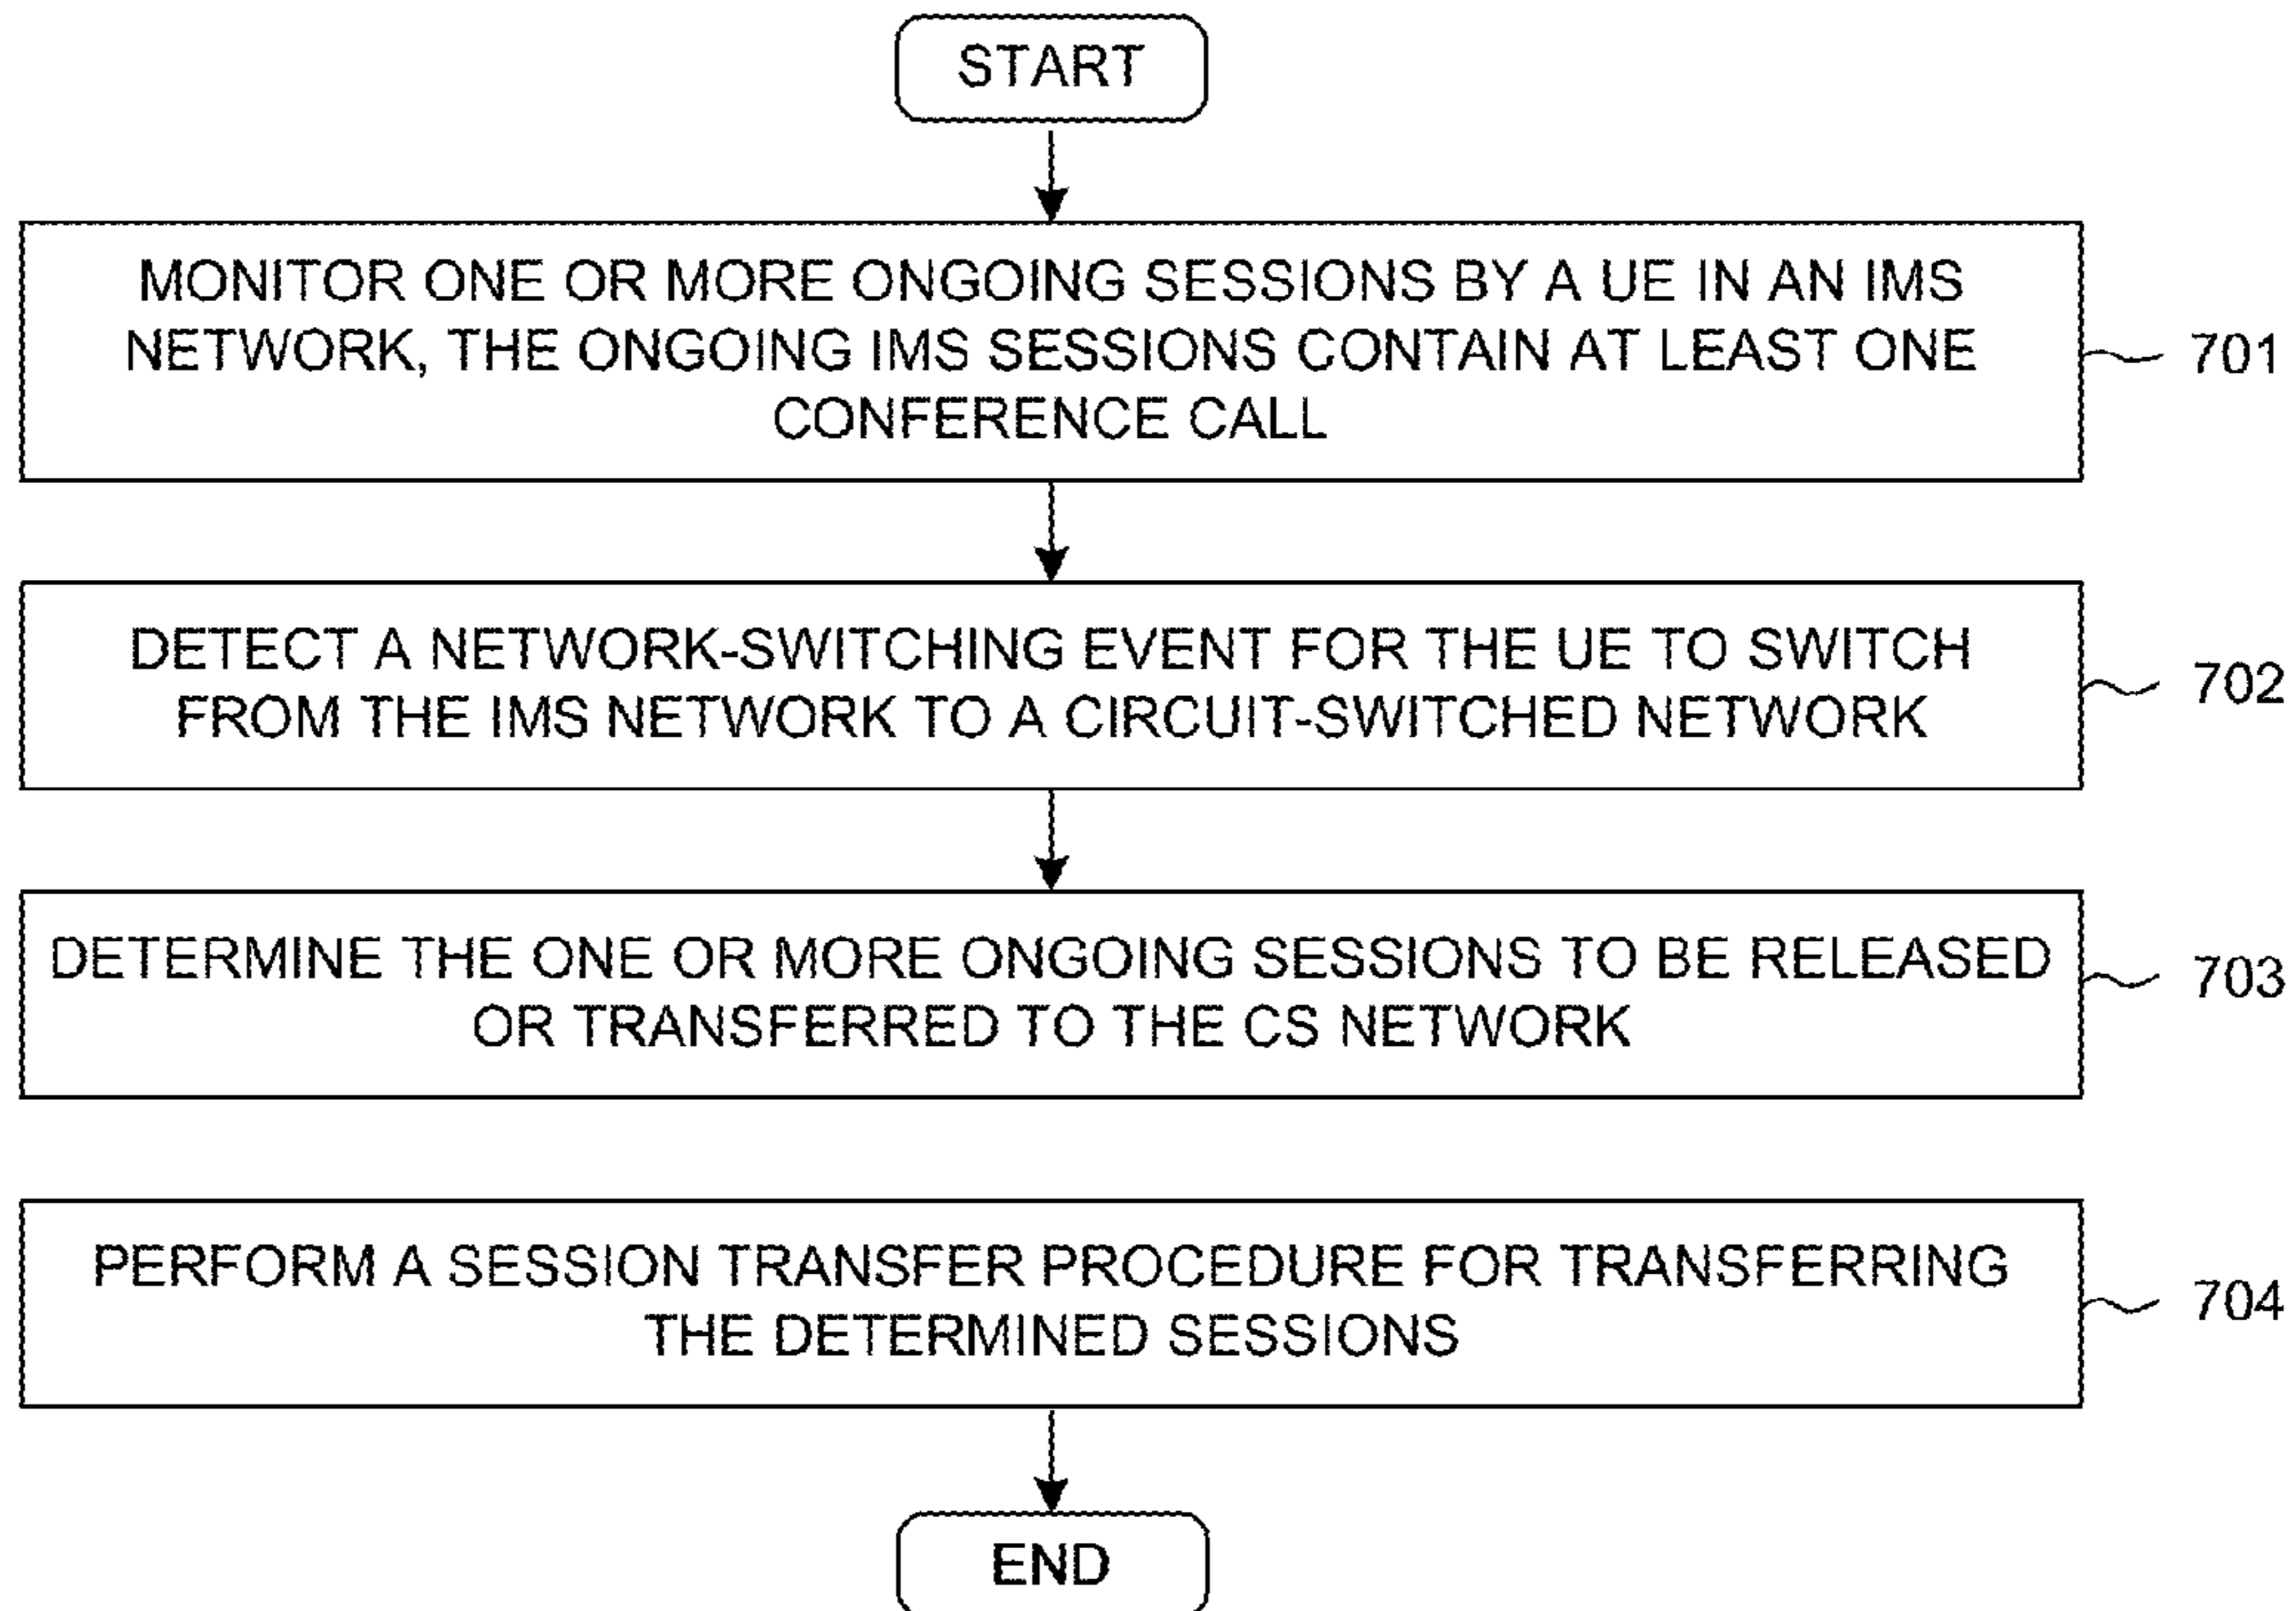 START
MONITOR ONE OR MORE ONGOING SESSIONS BY A UE IN AN IMS
NETWORK, THE ONGOING IMS SESSIONS CONTAIN AT LEAST ONE
CONFERENCE CALL
701
DETECT A NETWORK-SWITCHING EVENT FOR THE UE TO SWITCH
FROM THE IMS NETWORK TO A CIRCUIT-SWITCHED NETWORK
702
DETERMINE THE ONE OR MORE ONGOING SESSIONS TO BE RELEASED
OR TRANSFERRED TO THE CS NETWORK
703
PERFORM A SESSION TRANSFER PROCEDURE FOR TRANSFERRING
THE DETERMINED SESSIONS
704
END